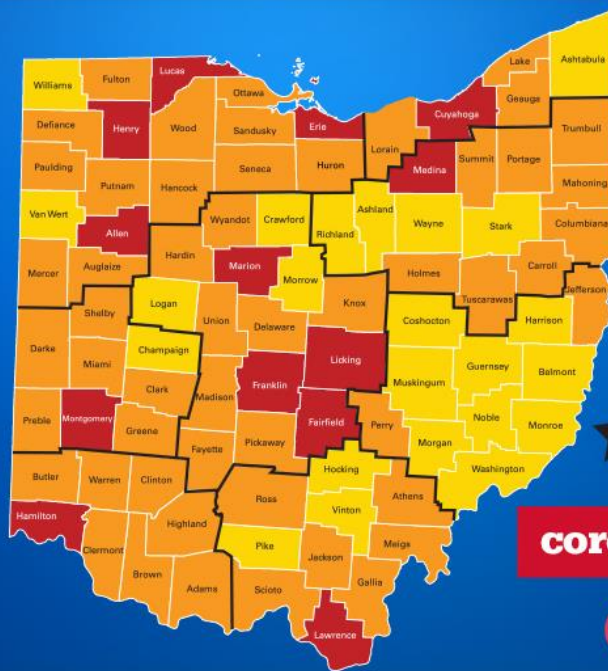 Williams
Fulton
Lucas
Ottawa
Lake
Ashtabula
Geauga
Defiance
Henry
Wood
Sandusky
Erie
Lorain
Cuyahoga
Trumbull
Paulding
Putnam
Hancock
Seneca
Huron
Medina
Summit
Portage
Mahoning
Van Wert
Allen
Wyandot
Crawford
Richland
Ashland
Wayne
Stark
Columbiana
Mercer
Auglaize
Hardin
Marion
Morrow
Holmes
Carroll
Jefferson
Tuscarawas
Shelby
Logan
Union
Delaware
Knox
Coshocton
Harrison
Darke
Miami
Champaign
Licking
Guernsey
Belmont
Clark
Madison
Franklin
Muskingum
Preble
Montgomery
Greene
Fairfield
Perry
Noble
Monroe
Fayette
Pickaway
Morgan
Butler
Warren
Clinton
Hocking
Washington
Ross
Athens
Hamilton
Highland
Vinton
Clermont
Pike
Jackson
Meigs
Brown
Adams
Scioto
Gallia
Lawrence
cor